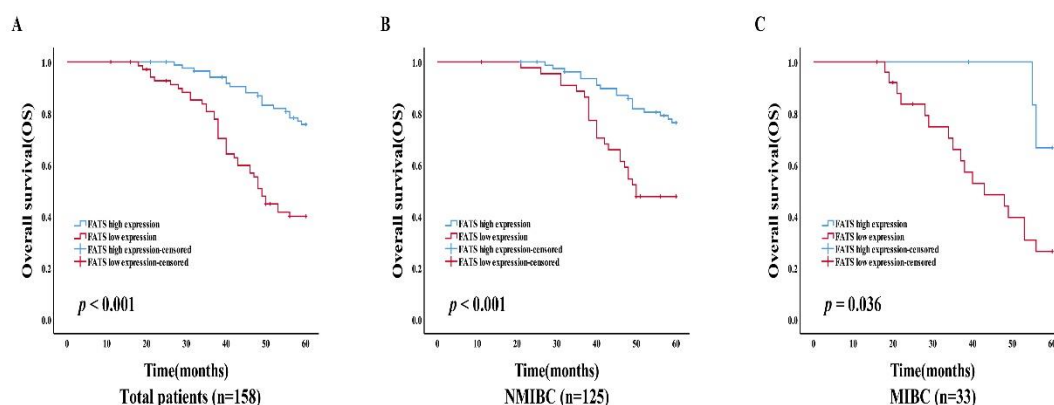 A
Overall survival(OS)
1.0
0.8
0.6
0.4
0.2
0.0
FATS high expression
FATS low expression
FATS high expression-censored
FATS low expression-censored
p < 0.001
0 10 20 30 40 50 60
Time(months)
Total patients (n=158)
B
Overall survival(OS)
1.0
0.8
0.6
0.4
0.2
0.0
FATS high expression
FATS low expression
FATS high expression-censored
FATS low expression-censored
p < 0.001
0 10 20 30 40 50 60
Time(months)
NMIBC (n=125)
C
Overall survival(OS)
1.0
0.8
0.6
0.4
0.2
0.0
FATS high expression
FATS low expression
FATS high expression-censored
FATS low expression-censored
p = 0.036
0 10 20 30 40 50 60
Time(months)
MIBC (n=33)